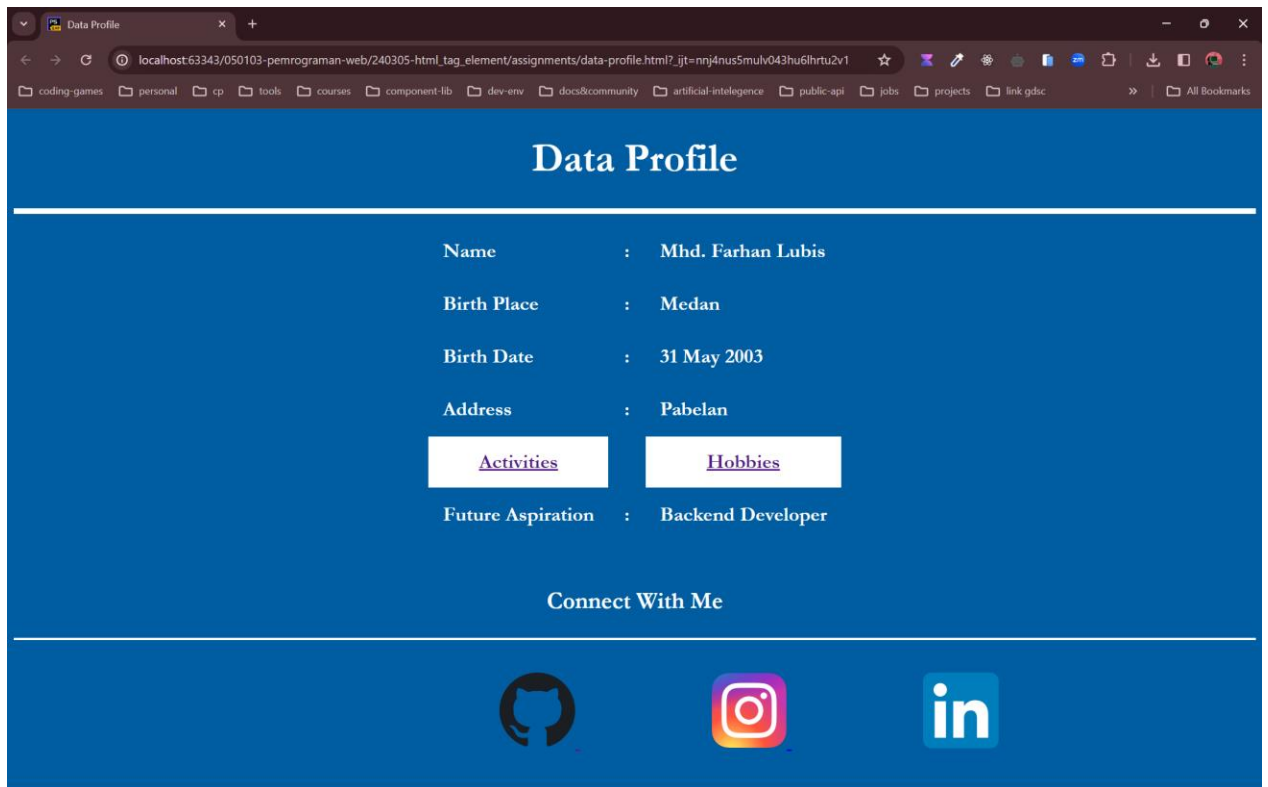 Data Profile
localhost:63343/050103-pemrograman-web/240305-html_tag_element/assignments/data-profile.html?_ijt=nnj4nus5mulv043hu6lhrtu2v1
coding-games personal cp tools courses component-lib dev-env docs&community artificial-intelegence public-api jobs projects link gdsc » All Bookmarks
Data Profile
Name : Mhd. Farhan Lubis
Birth Place : Medan
Birth Date : 31 May 2003
Address : Pabelan
Activities Hobbies
Future Aspiration : Backend Developer
Connect With Me
in